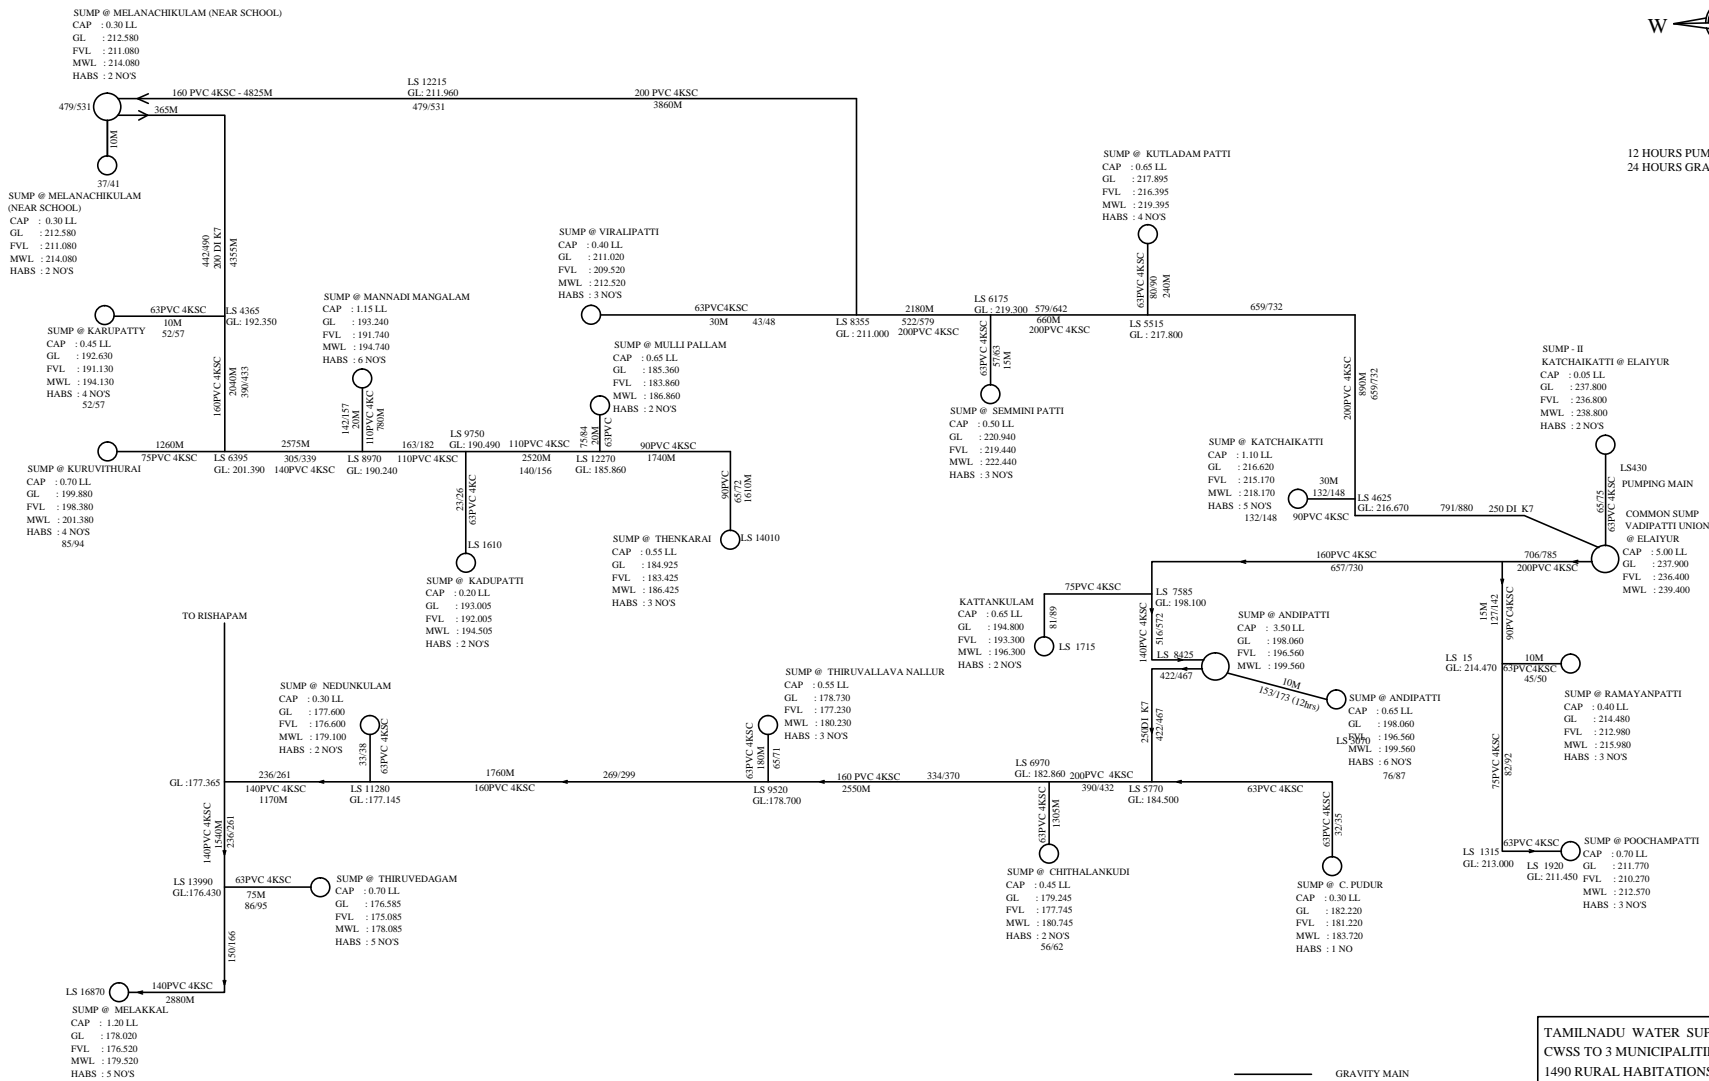 SUMP @ MELANACHIKULAM (NEAR SCHOOL)
CAP : 0.30 LL
GL : 212.580
FVL : 211.080
MWL : 214.080
HABS : 2 NO'S
W
479/531
160 PVC 4KSC - 4825M
LS 12215
GL: 211.960
479/531
200 PVC 4KSC
3860M
365M
10M
37/41
SUMP @ MELANACHIKULAM
(NEAR SCHOOL)
CAP : 0.30 LL
GL : 212.580
FVL : 211.080
MWL : 214.080
HABS : 2 NO'S
442/490
200 DI K7
4355M
12 HOURS PUM
24 HOURS GRA
SUMP @ KUTLADAM PATTI
CAP : 0.65 LL
GL : 217.895
FVL : 216.395
MWL : 219.395
HABS : 4 NO'S
63PVC 4KSC
80/90
240M
SUMP @ VIRALIPATTI
CAP : 0.40 LL
GL : 211.020
FVL : 209.520
MWL : 212.520
HABS : 3 NO'S
63PVC4KSC
30M
43/48
LS 8355
GL : 211.000
2180M
522/579
200PVC 4KSC
LS 6175
GL : 219.300
579/642
660M
200PVC 4KSC
LS 5515
GL : 217.800
659/732
63PVC 4KSC
57/63
15M
SUMP @ SEMMINI PATTI
CAP : 0.50 LL
GL : 220.940
FVL : 219.440
MWL : 222.440
HABS : 3 NO'S
200PVC 4KSC
890M
659/732
SUMP @ KATCHAIKATTI
CAP : 1.10 LL
GL : 216.620
FVL : 215.170
MWL : 218.170
HABS : 5 NO'S
132/148
30M
132/148
90PVC 4KSC
LS 4625
GL : 216.670
791/880
250 DI K7
SUMP - II
KATCHAIKATTI @ ELAIYUR
CAP : 0.05 LL
GL : 237.800
FVL : 236.800
MWL : 238.800
HABS : 2 NO'S
65/75
63PVC 4KSC
LS430
PUMPING MAIN
COMMON SUMP
VADIPATTI UNION
@ ELAIYUR
CAP : 5.00 LL
GL : 237.900
FVL : 236.400
MWL : 239.400
63PVC 4KSC
10M
52/57
LS 4365
GL: 192.350
SUMP @ KARUPATTY
CAP : 0.45 LL
GL : 192.630
FVL : 191.130
MWL : 194.130
HABS : 4 NO'S
52/57
160PVC 4KSC
2040M
390/433
SUMP @ MANNADI MANGALAM
CAP : 1.15 LL
GL : 193.240
FVL : 191.740
MWL : 194.740
HABS : 6 NO'S
142/157
20M
110PVC 4KC
780M
SUMP @ MULLI PALLAM
CAP : 0.65 LL
GL : 185.360
FVL : 183.860
MWL : 186.860
HABS : 2 NO'S
75/84
20M
63PVC
1260M
75PVC 4KSC
LS 6395
GL: 201.390
2575M
305/339
140PVC 4KSC
LS 8970
GL: 190.240
163/182
110PVC 4KSC
LS 9750
GL: 190.490
110PVC 4KSC
2520M
140/156
LS 12270
GL: 185.860
90PVC 4KSC
1740M
90PVC
65/72
1610M
LS 14010
SUMP @ KURUVITHURAI
CAP : 0.70 LL
GL : 199.880
FVL : 198.380
MWL : 201.380
HABS : 4 NO'S
85/94
23/26
63PVC 4KC
LS 1610
SUMP @ KADUPATTI
CAP : 0.20 LL
GL : 193.005
FVL : 192.005
MWL : 194.505
HABS : 2 NO'S
SUMP @ THENKARAI
CAP : 0.55 LL
GL : 184.925
FVL : 183.425
MWL : 186.425
HABS : 3 NO'S
160PVC 4KSC
657/730
706/785
200PVC 4KSC
75PVC 4KSC
81/89
KATTANKULAM
CAP : 0.65 LL
GL : 194.800
FVL : 193.300
MWL : 196.300
HABS : 2 NO'S
LS 1715
LS 7585
GL: 198.100
140PVC 4KSC
516/572
LS 8425
422/467
SUMP @ ANDIPATTI
CAP : 3.50 LL
GL : 198.060
FVL : 196.560
MWL : 199.560
10M
153/173 (12hrs)
SUMP @ ANDIPATTI
CAP : 0.65 LL
GL : 198.060
FVL : 196.560
LS 3070
MWL : 199.560
HABS : 6 NO'S
76/87
15M
127/142
90PVC4KSC
LS 15
GL: 214.470
10M
63PVC4KSC
45/50
SUMP @ RAMAYANPATTI
CAP : 0.40 LL
GL : 214.480
FVL : 212.980
MWL : 215.980
HABS : 3 NO'S
75PVC 4KSC
82/92
LS 1315
GL: 213.000
63PVC 4KSC
LS 1920
GL: 211.450
SUMP @ POOCHAMPATTI
CAP : 0.70 LL
GL : 211.770
FVL : 210.270
MWL : 212.570
HABS : 3 NO'S
250DI K7
422/467
TO RISHAPAM
SUMP @ NEDUNKULAM
CAP : 0.30 LL
GL : 177.600
FVL : 176.600
MWL : 179.100
HABS : 2 NO'S
33/38
63PVC 4KSC
SUMP @ THIRUVALLAVA NALLUR
CAP : 0.55 LL
GL : 178.730
FVL : 177.230
MWL : 180.230
HABS : 3 NO'S
63PVC 4KSC
180M
65/71
GL :177.365
236/261
140PVC 4KSC
1170M
LS 11280
GL:177.145
1760M
160PVC 4KSC
269/299
LS 9520
GL:178.700
160 PVC 4KSC
2550M
334/370
LS 6970
GL: 182.860
200PVC 4KSC
390/432
LS 5770
GL: 184.500
63PVC 4KSC
63PVC 4KSC
32/35
63PVC 4KSC
1305M
SUMP @ CHITHALANKUDI
CAP : 0.45 LL
GL : 179.245
FVL : 177.745
MWL : 180.745
HABS : 2 NO'S
56/62
SUMP @ C. PUDUR
CAP : 0.30 LL
GL : 182.220
FVL : 181.220
MWL : 183.720
HABS : 1 NO
140PVC 4KSC
1540M
236/261
LS 13990
GL:176.430
63PVC 4KSC
75M
86/95
SUMP @ THIRUVEDAGAM
CAP : 0.70 LL
GL : 176.585
FVL : 175.085
MWL : 178.085
HABS : 5 NO'S
150/166
LS 16870
140PVC 4KSC
2880M
SUMP @ MELAKKAL
CAP : 1.20 LL
GL : 178.020
FVL : 176.520
MWL : 179.520
HABS : 5 NO'S
GRAVITY MAIN
TAMILNADU WATER SUP
CWSS TO 3 MUNICIPALITI
1490 RURAL HABITATIONS